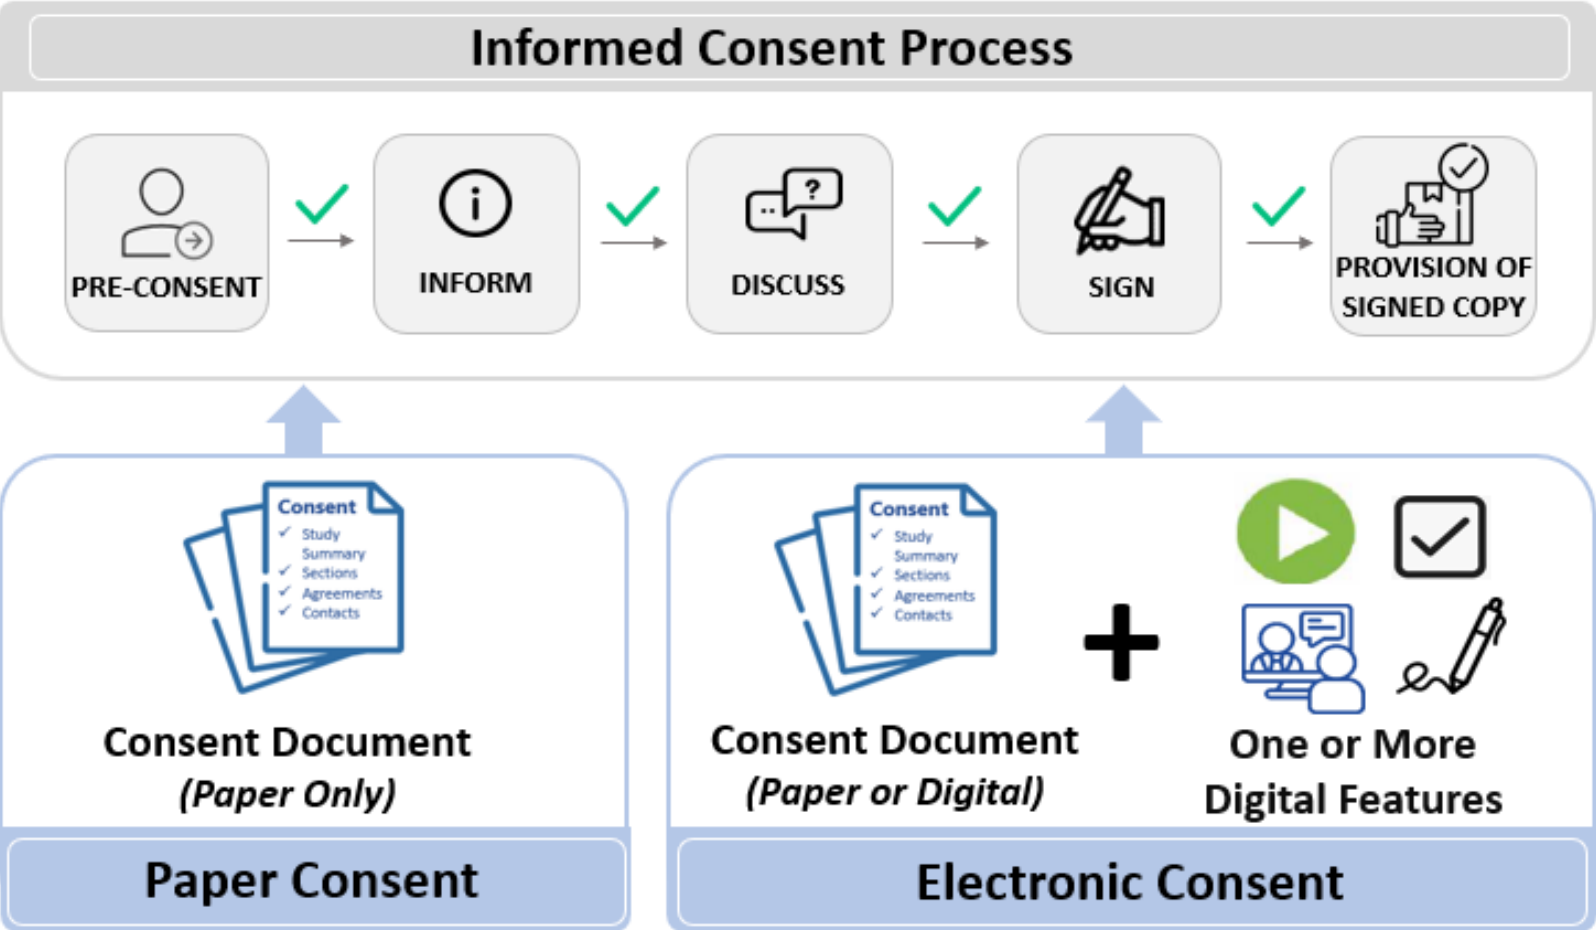 Informed Consent Process
PRE-CONSENT
INFORM
?
DISCUSS
SIGN
PROVISION OF
SIGNED COPY
Consent
✓ Study
Summary
✓ Sections
✓ Agreements
✓ Contacts
Consent Document
(Paper Only)
Paper Consent
Consent
✓ Study
Summary
✓ Sections
✓ Agreements
✓ Contacts
Consent Document
(Paper or Digital)
+
One or More
Digital Features
Electronic Consent